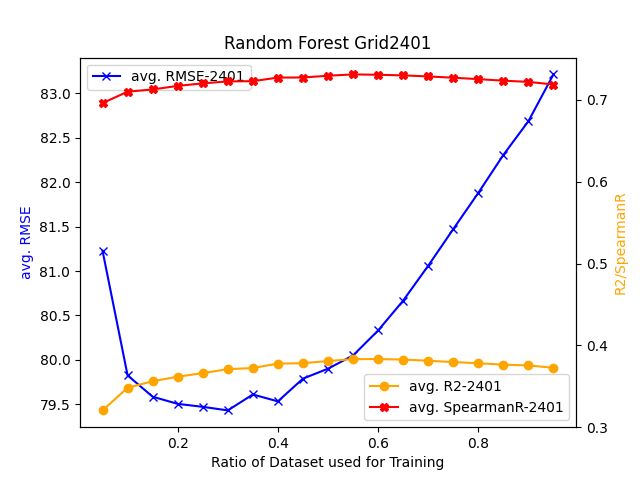 Random Forest Grid2401
avg. RMSE-2401
83.0
82.5
82.0
81.5
81.0
80.5
80.0
79.5
avg. RMSE
0.7
0.6
0.5
0.4
0.3
R2/SpearmanR
avg. R2-2401
avg. SpearmanR-2401
0.2
0.4
0.6
0.8
Ratio of Dataset used for Training